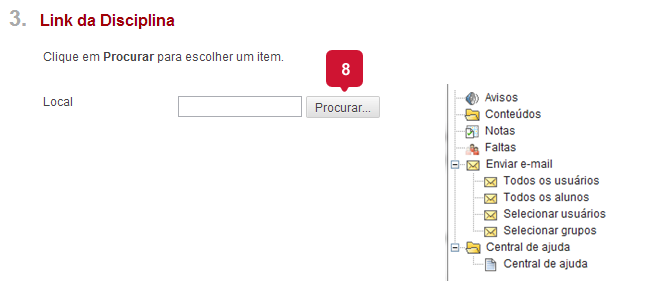 3. Link da Disciplina
Clique em Procurar para escolher um item.
8
Local
Procurar...
Avisos
Conteúdos
Notas
Faltas
Enviar e-mail
Todos os usuários
Todos os alunos
Selecionar usuários
Selecionar grupos
Central de ajuda
Central de ajuda